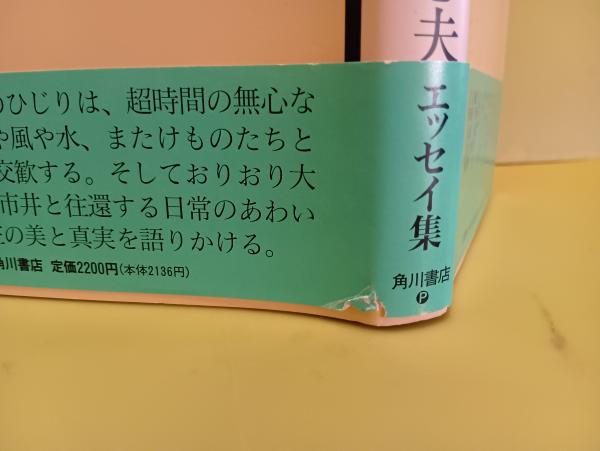 のひじりは、超時間の無心な
や風や水、またけものたちと
交歓する。そしておりおり大
市井と往還する日常のあわい
の美と真実を語りかける。
角川書店 定価2200円(本体2136円)
夫
エッセイ集
角川書店
P